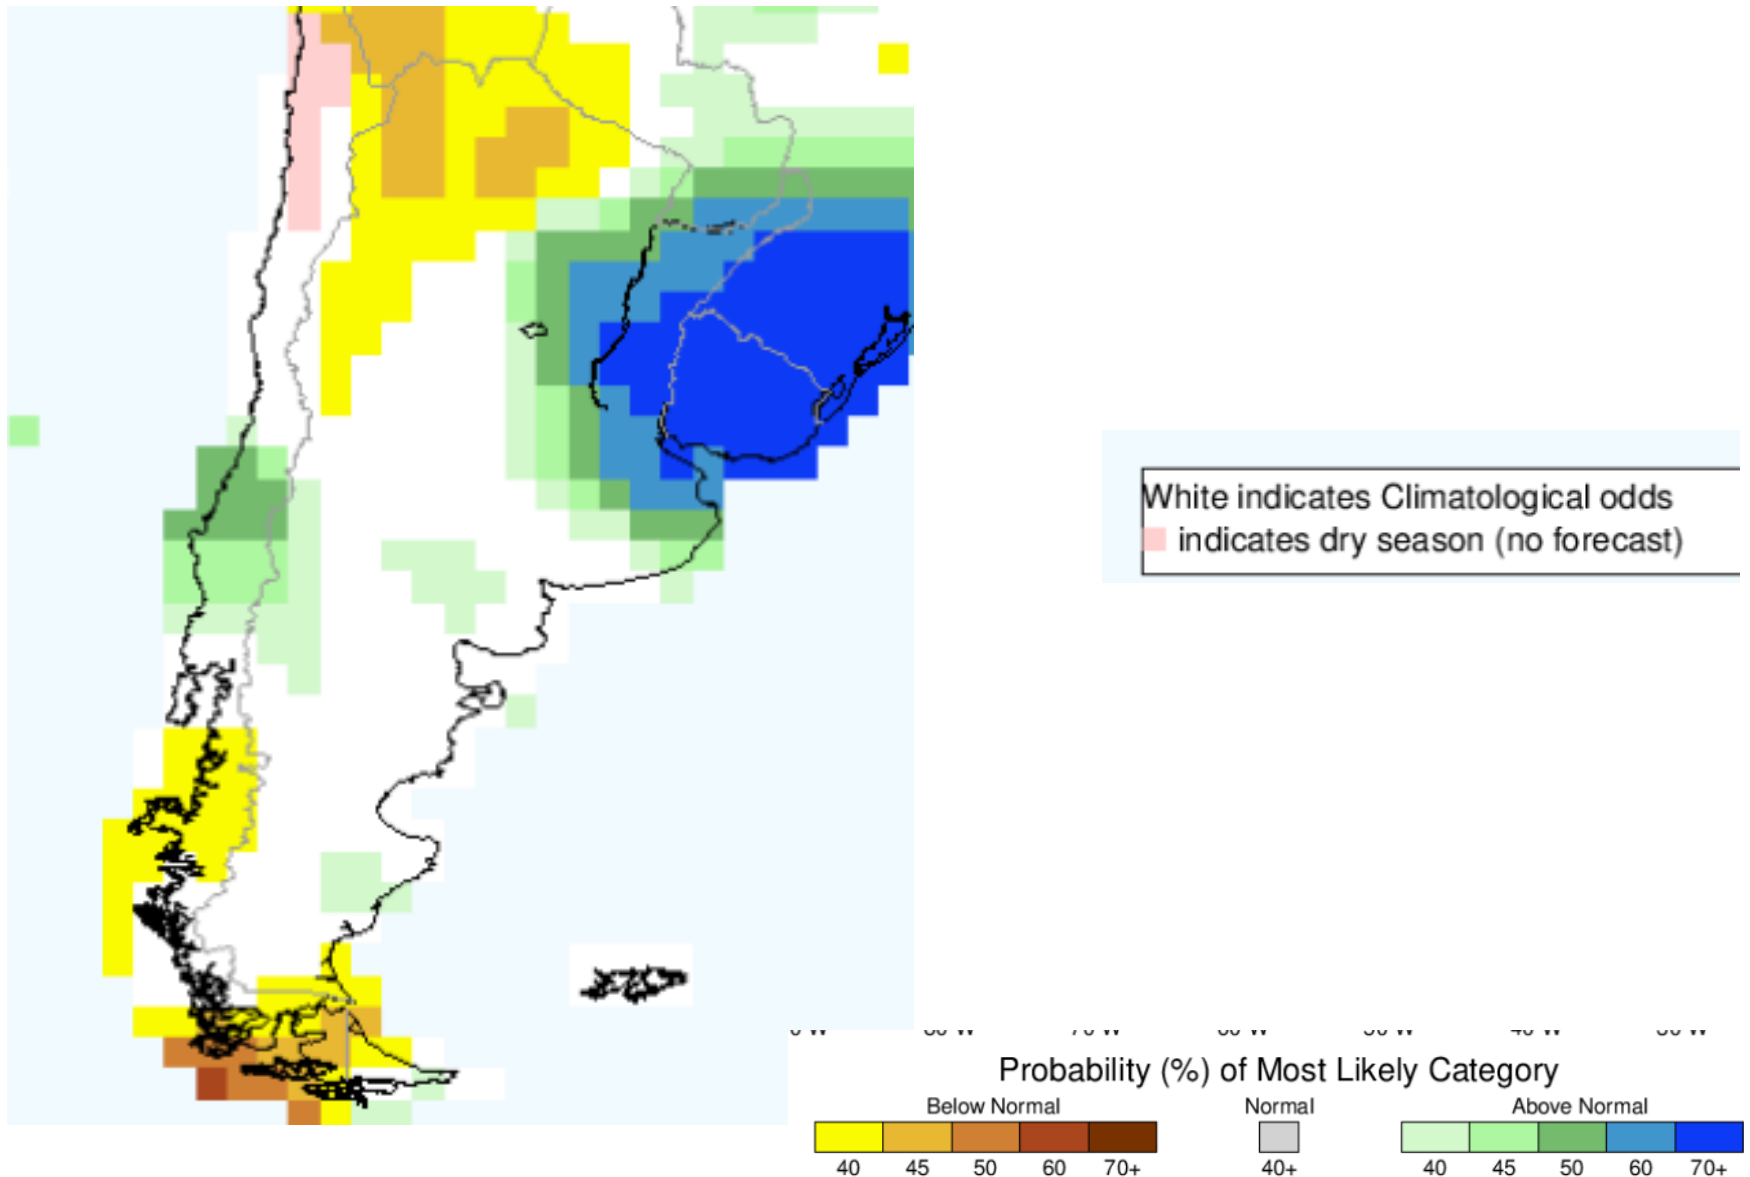 White indicates Climatological odds
indicates dry season (no forecast)
Probability (%) of Most Likely Category
Below Normal Normal Above Normal
40 45 50 60 70+ 40+ 40 45 50 60 70+